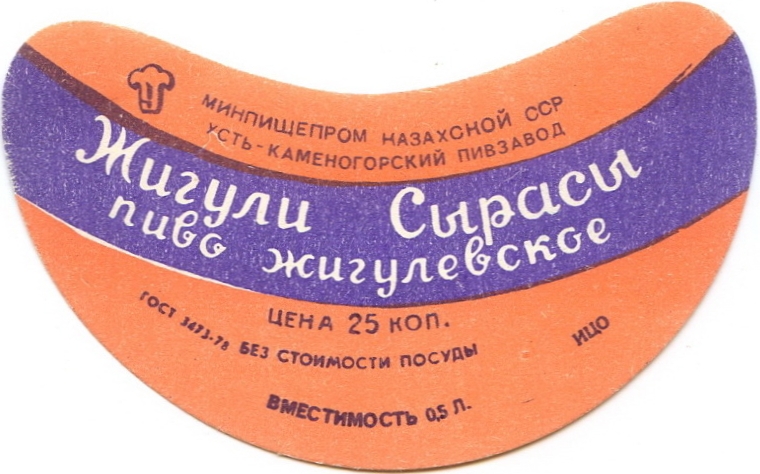 МИНПИЩЕПРОМ КАЗАХСКОЙ ССР
УСТЬ-КАМЕНОГОРСКИЙ ПИВЗАВОД
Жигули Сырасы
пиво жигулевское
ЦЕНА 25 КОП.
ГОСТ 3473-78 БЕЗ СТОИМОСТИ ПОСУДЫ
ИЦО
ВМЕСТИМОСТЬ 0,5 Л.